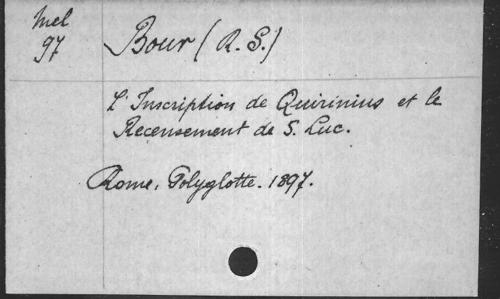 Mel
97
Bour (R. S.)
L'Inscription de Quirinius et le
Recensement de S. Luc.
Rome, Polyglotte. 1897.